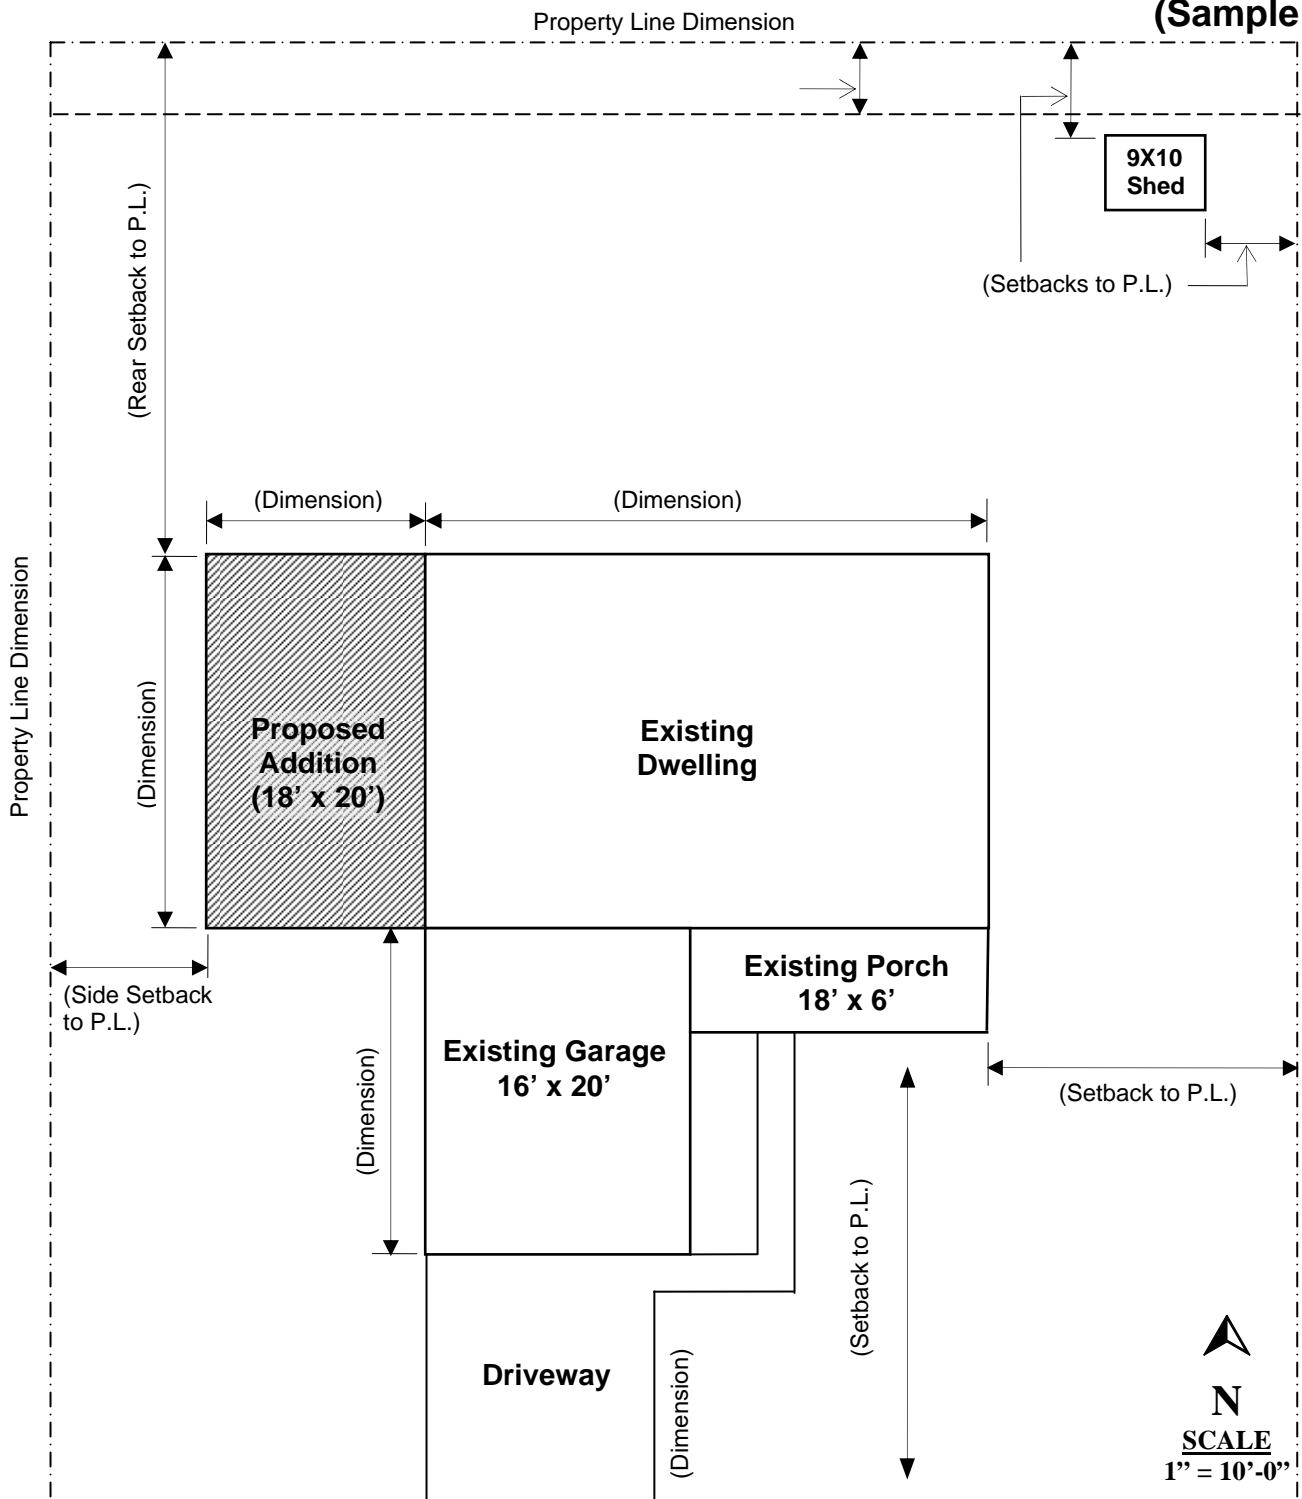 (Sample
Property Line Dimension
9X10
Shed
(Rear Setback to P.L.)
(Setbacks to P.L.)
(Dimension)
(Dimension)
Property Line Dimension
(Dimension)
Proposed
Addition
(18’ x 20’)
Existing
Dwelling
Existing Porch
18’ x 6’
(Side Setback
to P.L.)
Existing Garage
16’ x 20’
(Dimension)
(Setback to P.L.)
(Setback to P.L.)
Driveway
(Dimension)
N
SCALE
1” = 10’-0”